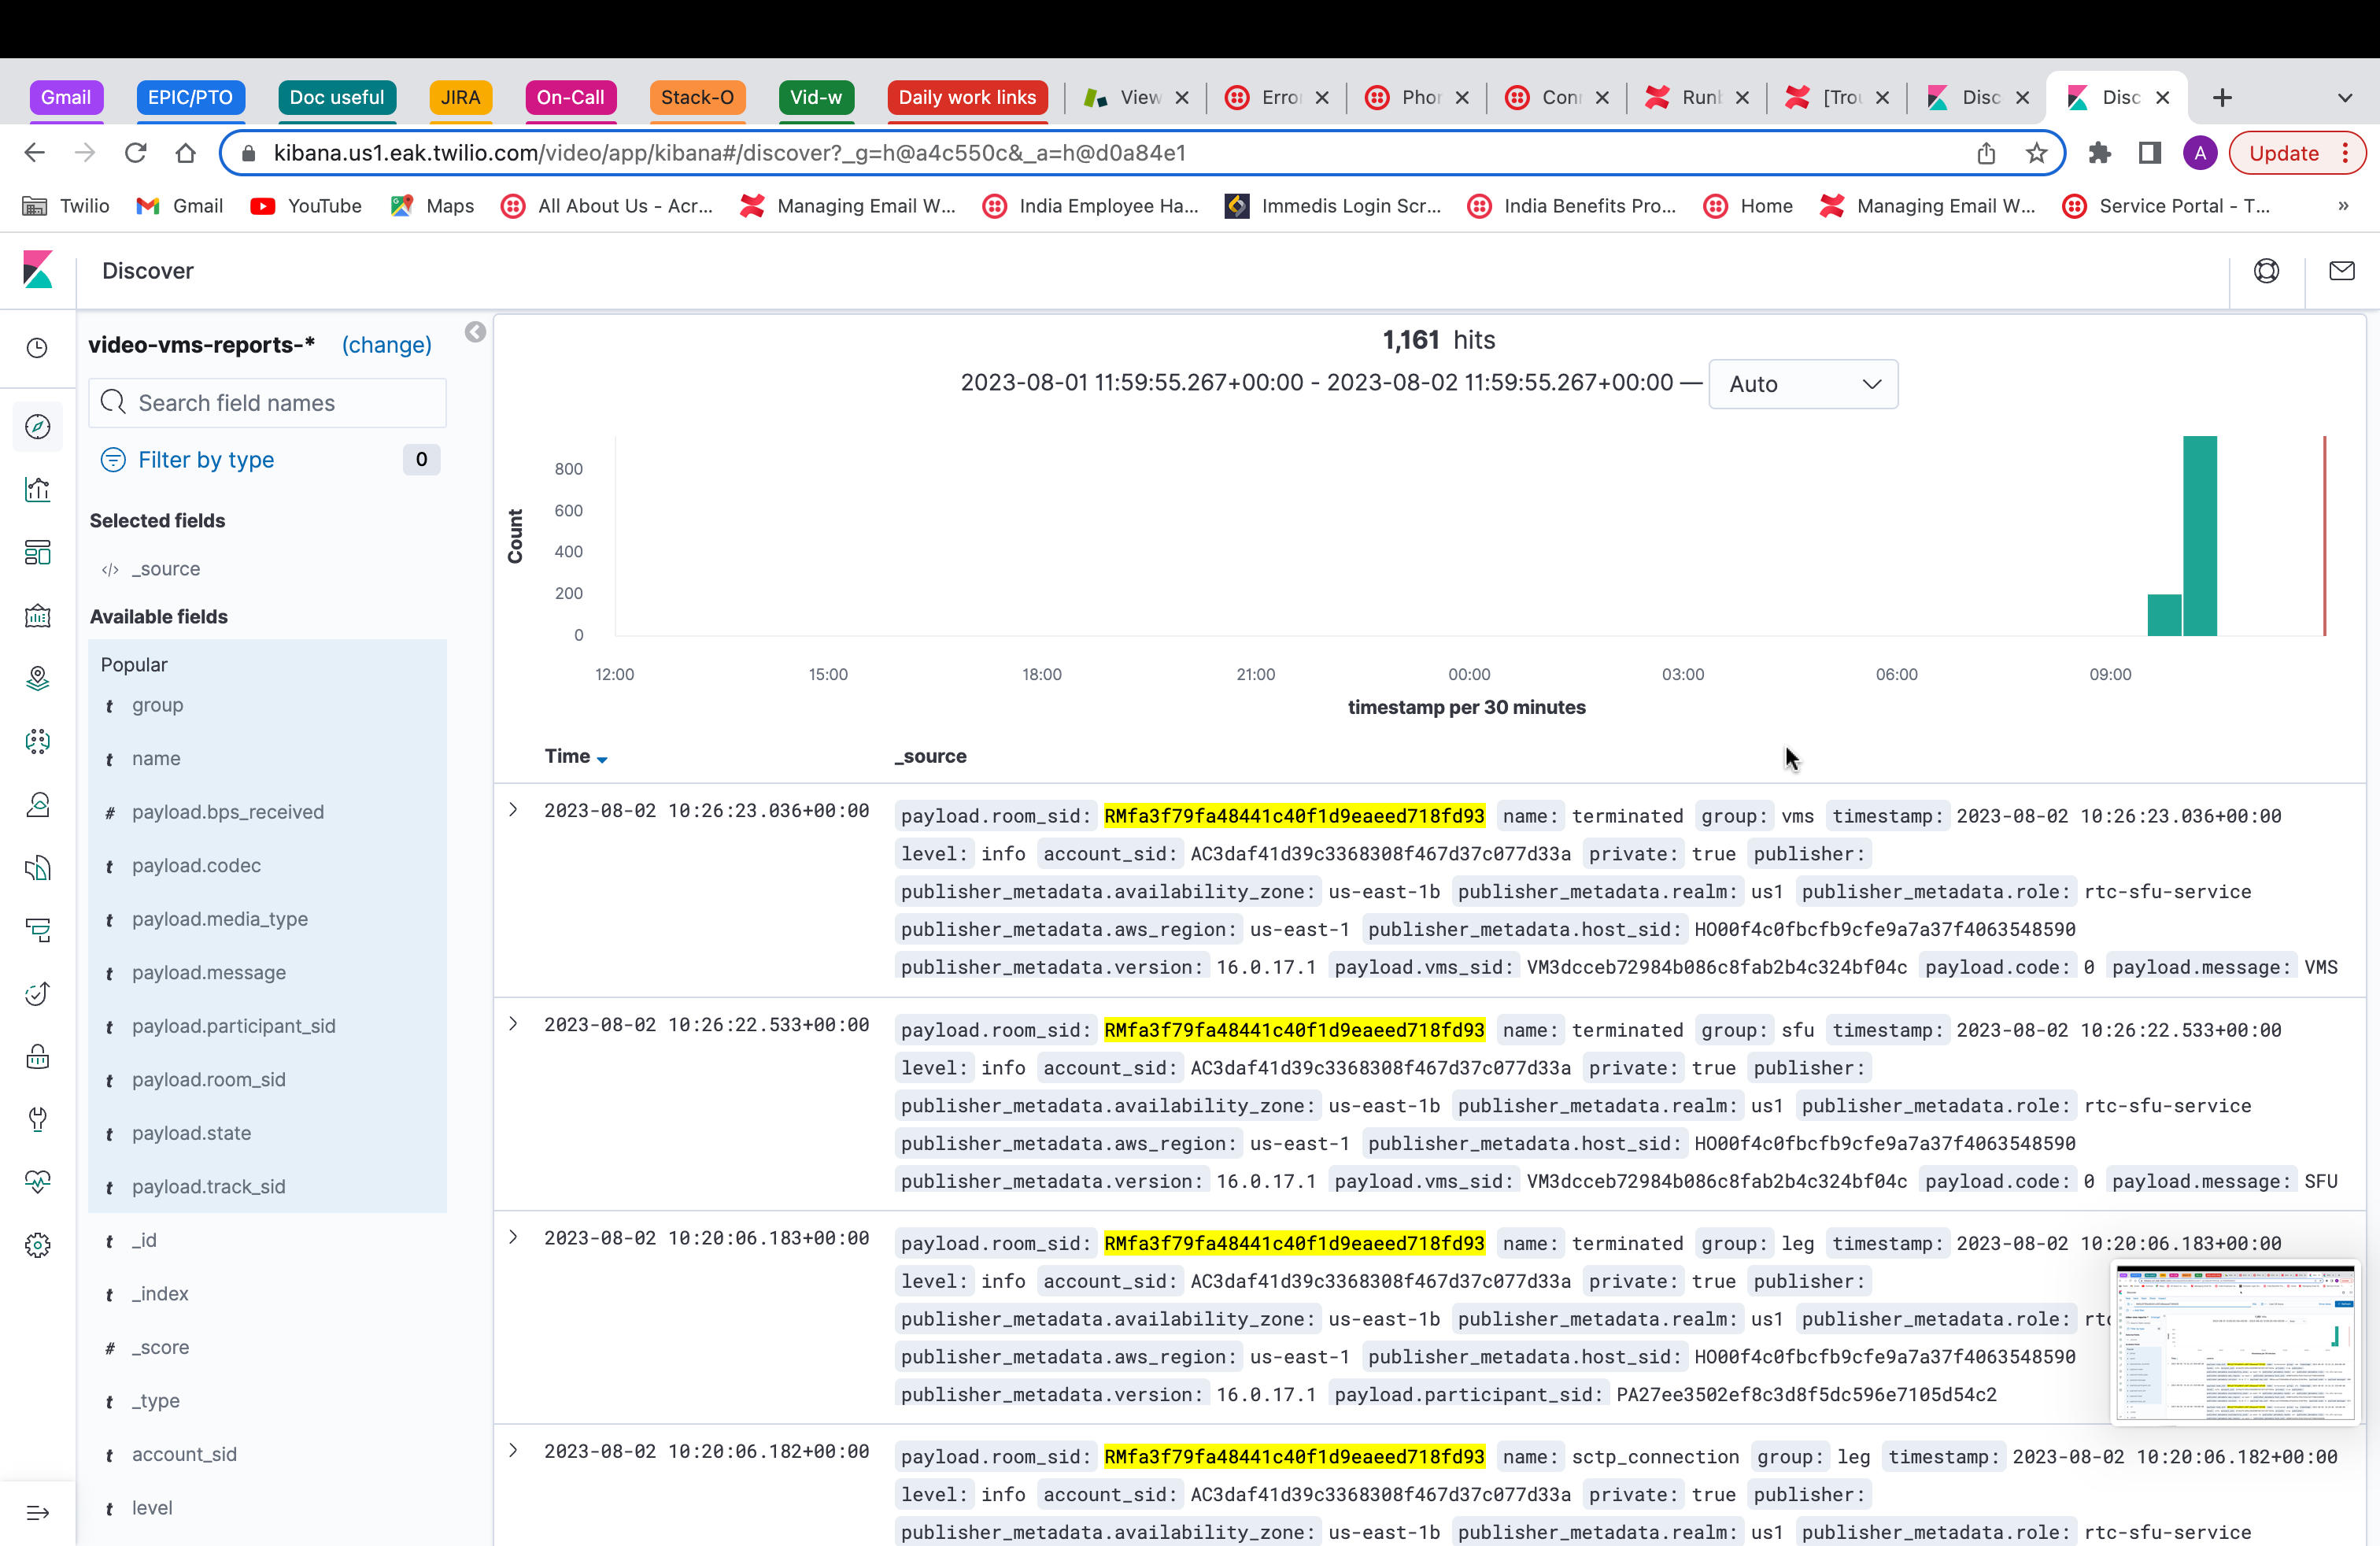 Gmail EPIC/PTO Doc useful JIRA On-Call Stack-O Vid-w Daily work links View Erro Phor Con Run [Tro Disc Disc
kibana.us1.eak.twilio.com/video/app/kibana#/discover?_g=h@a4c550c&_a=h@d0a84e1 A Update
Twilio Gmail YouTube Maps All About Us - Acr... Managing Email W... India Employee Ha... Immedis Login Scr... India Benefits Pro... Home Managing Email W... Service Portal - T... »
Discover
video-vms-reports-* (change)
Search field names
Filter by type 0
Selected fields
</> _source
Available fields
Popular
t group
t name
# payload.bps_received
t payload.codec
t payload.media_type
t payload.message
t payload.participant_sid
t payload.room_sid
t payload.state
t payload.track_sid
t _id
t _index
# _score
t _type
t account_sid
t level
1,161 hits
2023-08-01 11:59:55.267+00:00 - 2023-08-02 11:59:55.267+00:00 — Auto
Count
800
600
400
200
0
12:00 15:00 18:00 21:00 00:00 03:00 06:00 09:00
timestamp per 30 minutes
Time _source
2023-08-02 10:26:23.036+00:00 payload.room_sid: RMfa3f79fa48441c40f1d9eaeed718fd93 name: terminated group: vms timestamp: 2023-08-02 10:26:23.036+00:00
level: info account_sid: AC3daf41d39c3368308f467d37c077d33a private: true publisher:
publisher_metadata.availability_zone: us-east-1b publisher_metadata.realm: us1 publisher_metadata.role: rtc-sfu-service
publisher_metadata.aws_region: us-east-1 publisher_metadata.host_sid: HO00f4c0fbcfb9cfe9a7a37f4063548590
publisher_metadata.version: 16.0.17.1 payload.vms_sid: VM3dcceb72984b086c8fab2b4c324bf04c payload.code: 0 payload.message: VMS
2023-08-02 10:26:22.533+00:00 payload.room_sid: RMfa3f79fa48441c40f1d9eaeed718fd93 name: terminated group: sfu timestamp: 2023-08-02 10:26:22.533+00:00
level: info account_sid: AC3daf41d39c3368308f467d37c077d33a private: true publisher:
publisher_metadata.availability_zone: us-east-1b publisher_metadata.realm: us1 publisher_metadata.role: rtc-sfu-service
publisher_metadata.aws_region: us-east-1 publisher_metadata.host_sid: HO00f4c0fbcfb9cfe9a7a37f4063548590
publisher_metadata.version: 16.0.17.1 payload.vms_sid: VM3dcceb72984b086c8fab2b4c324bf04c payload.code: 0 payload.message: SFU
2023-08-02 10:20:06.183+00:00 payload.room_sid: RMfa3f79fa48441c40f1d9eaeed718fd93 name: terminated group: leg timestamp: 2023-08-02 10:20:06.183+00:00
level: info account_sid: AC3daf41d39c3368308f467d37c077d33a private: true publisher:
publisher_metadata.availability_zone: us-east-1b publisher_metadata.realm: us1 publisher_metadata.role: rtc
publisher_metadata.aws_region: us-east-1 publisher_metadata.host_sid: HO00f4c0fbcfb9cfe9a7a37f4063548590
publisher_metadata.version: 16.0.17.1 payload.participant_sid: PA27ee3502ef8c3d8f5dc596e7105d54c2
2023-08-02 10:20:06.182+00:00 payload.room_sid: RMfa3f79fa48441c40f1d9eaeed718fd93 name: sctp_connection group: leg timestamp: 2023-08-02 10:20:06.182+00:00
level: info account_sid: AC3daf41d39c3368308f467d37c077d33a private: true publisher:
publisher_metadata.availability_zone: us-east-1b publisher_metadata.realm: us1 publisher_metadata.role: rtc-sfu-service